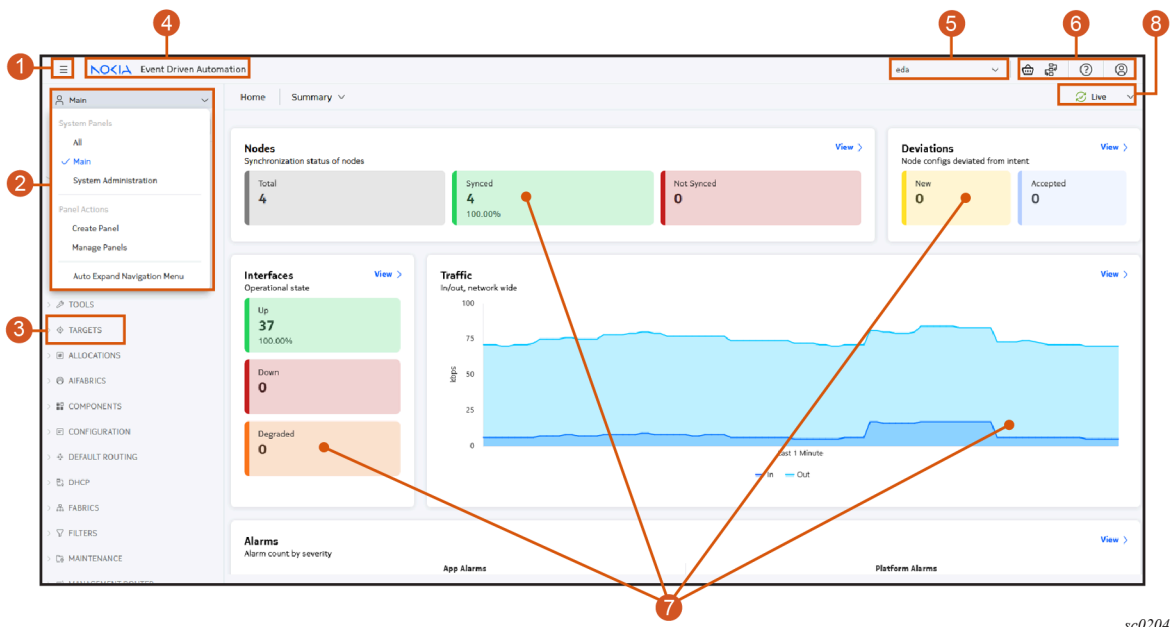 4
5
6
8
1
NOKIA Event Driven Automation
eda
Main
Home Summary
Live
System Panels
All
Main
System Administration
2
Panel Actions
Create Panel
Manage Panels
Auto Expand Navigation Menu
TOOLS
3
TARGETS
ALLOCATIONS
AIFABRICS
COMPONENTS
CONFIGURATION
DEFAULT ROUTING
DHCP
FABRICS
FILTERS
MAINTENANCE
MANAGEMENT ROUTER
Nodes
View
Synchronization status of nodes
Total
4
Synced
4
100.00%
Not Synced
0
Deviations
View
Node configs deviated from intent
New
0
Accepted
0
Interfaces
View
Operational state
Up
37
100.00%
Down
0
Degraded
0
Traffic
View
In/out, network wide
100
75
50
25
0
kbps
Last 1 Minute
In Out
Alarms
View
Alarm count by severity
App Alarms
Platform Alarms
7
sc0204